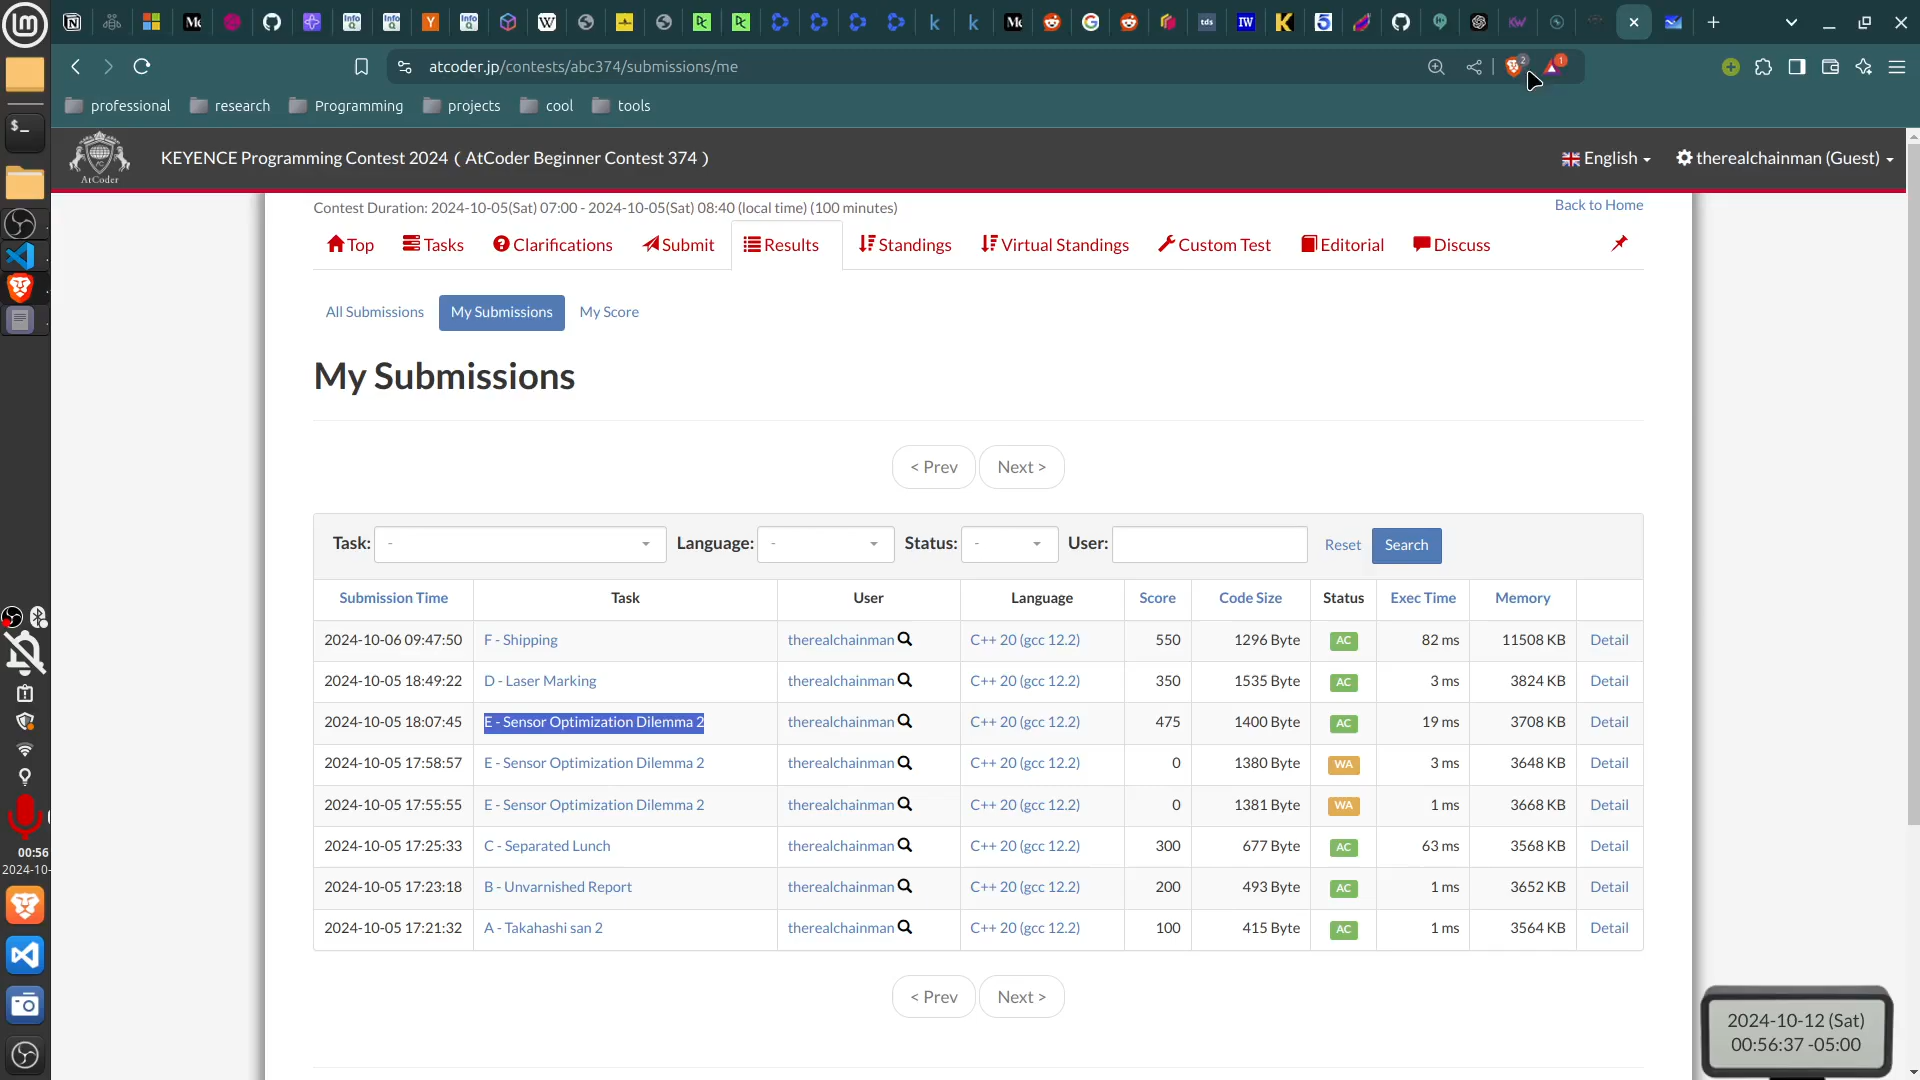 atcoder.jp/contests/abc374/submissions/me
2
1
professional
research
Programming
projects
cool
tools
AtCoder
KEYENCE Programming Contest 2024 ( AtCoder Beginner Contest 374 )
English
therealchainman (Guest)
Contest Duration: 2024-10-05(Sat) 07:00 - 2024-10-05(Sat) 08:40 (local time) (100 minutes)
Back to Home
Top
Tasks
Clarifications
Submit
Results
Standings
Virtual Standings
Custom Test
Editorial
Discuss
All Submissions
My Submissions
My Score
My Submissions
< Prev
Next >
Task: -
Language: -
Status: -
User:
Reset
Search
Submission Time Task User Language Score Code Size Status Exec Time Memory
2024-10-06 09:47:50 F - Shipping therealchainman C++ 20 (gcc 12.2) 550 1296 Byte AC 82 ms 11508 KB Detail
2024-10-05 18:49:22 D - Laser Marking therealchainman C++ 20 (gcc 12.2) 350 1535 Byte AC 3 ms 3824 KB Detail
2024-10-05 18:07:45 E - Sensor Optimization Dilemma 2 therealchainman C++ 20 (gcc 12.2) 475 1400 Byte AC 19 ms 3708 KB Detail
2024-10-05 17:58:57 E - Sensor Optimization Dilemma 2 therealchainman C++ 20 (gcc 12.2) 0 1380 Byte WA 3 ms 3648 KB Detail
2024-10-05 17:55:55 E - Sensor Optimization Dilemma 2 therealchainman C++ 20 (gcc 12.2) 0 1381 Byte WA 1 ms 3668 KB Detail
2024-10-05 17:25:33 C - Separated Lunch therealchainman C++ 20 (gcc 12.2) 300 677 Byte AC 63 ms 3568 KB Detail
2024-10-05 17:23:18 B - Unvarnished Report therealchainman C++ 20 (gcc 12.2) 200 493 Byte AC 1 ms 3652 KB Detail
2024-10-05 17:21:32 A - Takahashi san 2 therealchainman C++ 20 (gcc 12.2) 100 415 Byte AC 1 ms 3564 KB Detail
< Prev
Next >
00:56
2024-10-
2024-10-12 (Sat)
00:56:37 -05:00